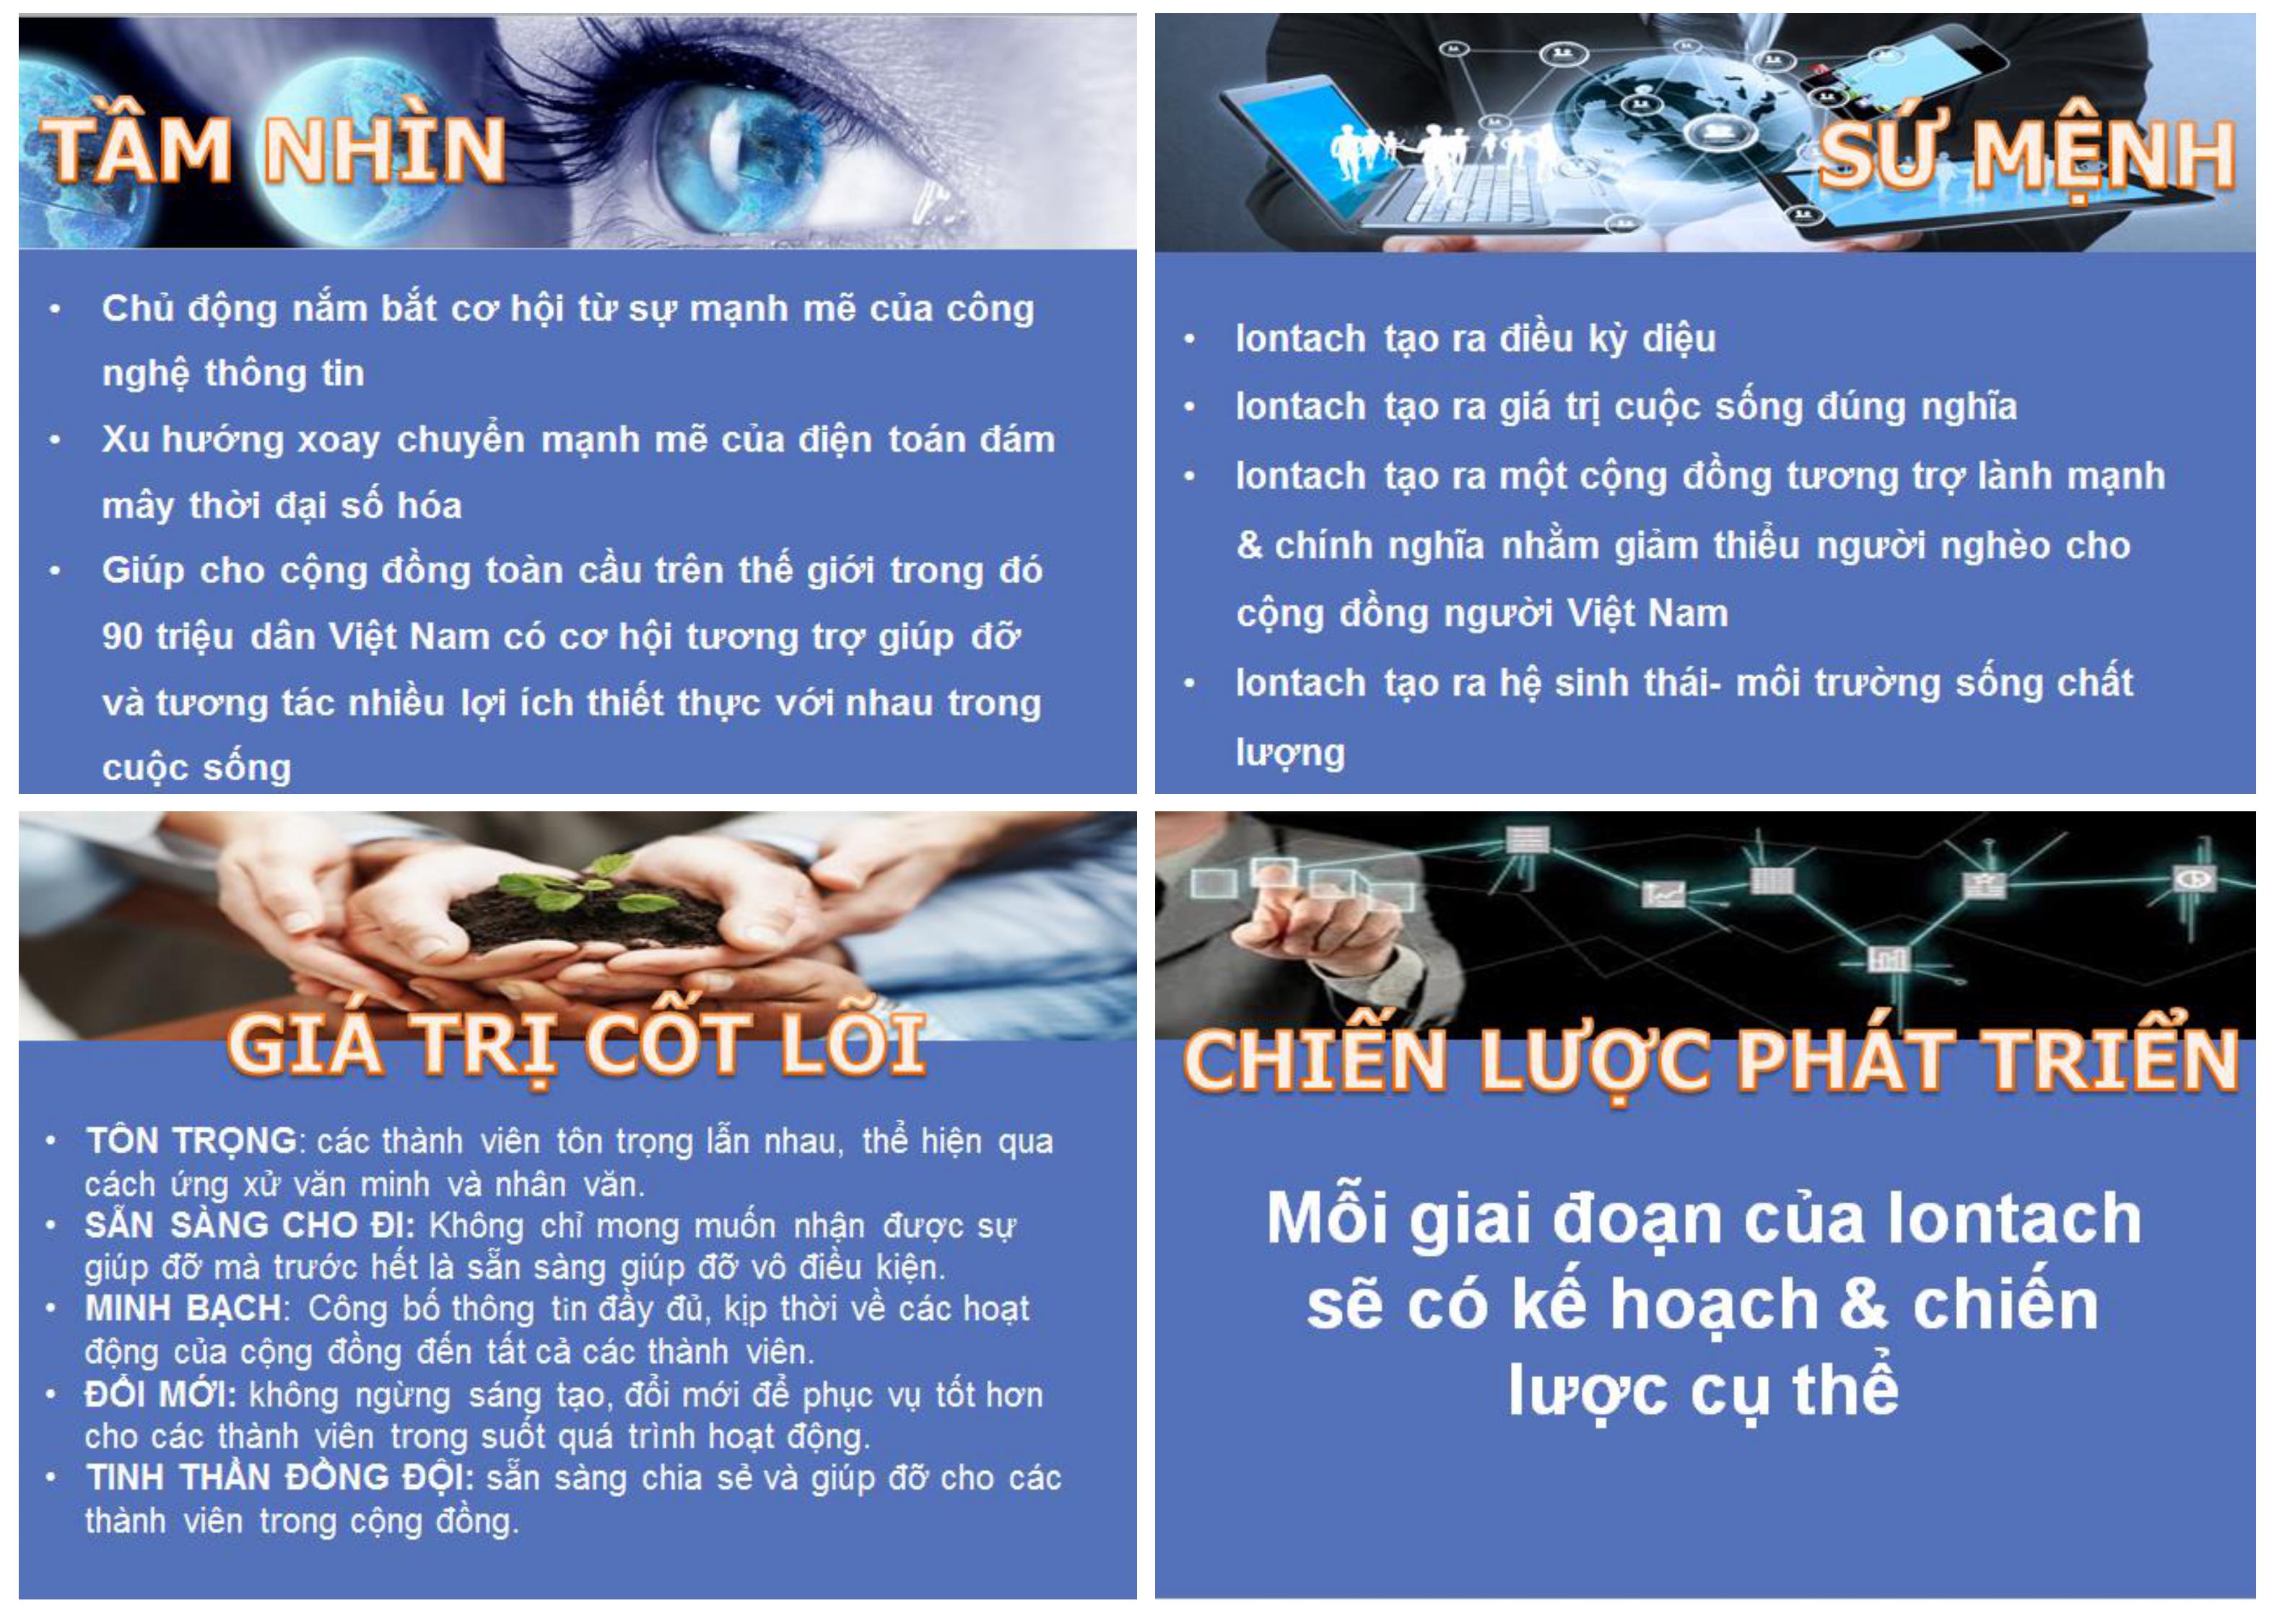 TẦM NHÌN
• Chủ động nắm bắt cơ hội từ sự mạnh mẽ của công
nghệ thông tin
• Xu hướng xoay chuyển mạnh mẽ của điện toán đám
mây thời đại số hóa
• Giúp cho cộng đồng toàn cầu trên thế giới trong đó
90 triệu dân Việt Nam có cơ hội tương trợ giúp đỡ
và tương tác nhiều lợi ích thiết thực với nhau trong
cuộc sống
SỨ MỆNH
• Iontach tạo ra điều kỳ diệu
• Iontach tạo ra giá trị cuộc sống đúng nghĩa
• Iontach tạo ra một cộng đồng tương trợ lành mạnh
& chính nghĩa nhằm giảm thiểu người nghèo cho
cộng đồng người Việt Nam
• Iontach tạo ra hệ sinh thái- môi trường sống chất
lượng
GIÁ TRỊ CỐT LÕI
• TÔN TRỌNG: các thành viên tôn trọng lẫn nhau, thể hiện qua
cách ứng xử văn minh và nhân văn.
• SẴN SÀNG CHO ĐI: Không chỉ mong muốn nhận được sự
giúp đỡ mà trước hết là sẵn sàng giúp đỡ vô điều kiện.
• MINH BẠCH: Công bố thông tin đầy đủ, kịp thời về các hoạt
động của cộng đồng đến tất cả các thành viên.
• ĐỔI MỚI: không ngừng sáng tạo, đổi mới để phục vụ tốt hơn
cho các thành viên trong suốt quá trình hoạt động.
• TINH THẦN ĐỒNG ĐỘI: sẵn sàng chia sẻ và giúp đỡ cho các
thành viên trong cộng đồng.
CHIẾN LƯỢC PHÁT TRIỂN
Mỗi giai đoạn của Iontach
sẽ có kế hoạch & chiến
lược cụ thể